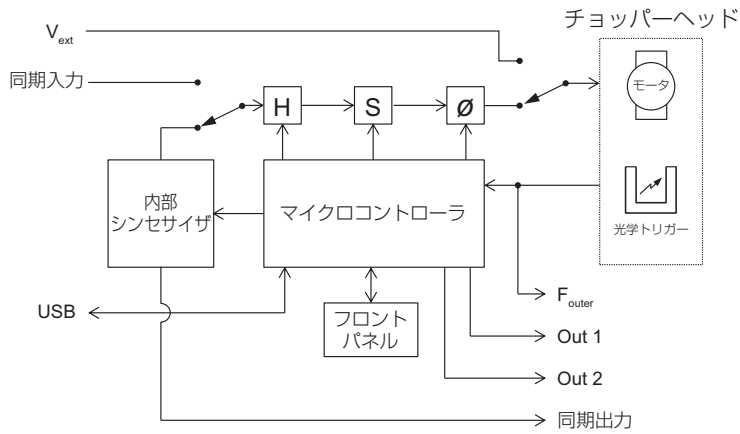 チョッパーヘッド
Vext
同期入力
モータ
H
S
ø
内部
シンセサイザ
マイクロコントローラ
光学トリガー
USB
フロント
パネル
Fouter
Out 1
Out 2
同期出力